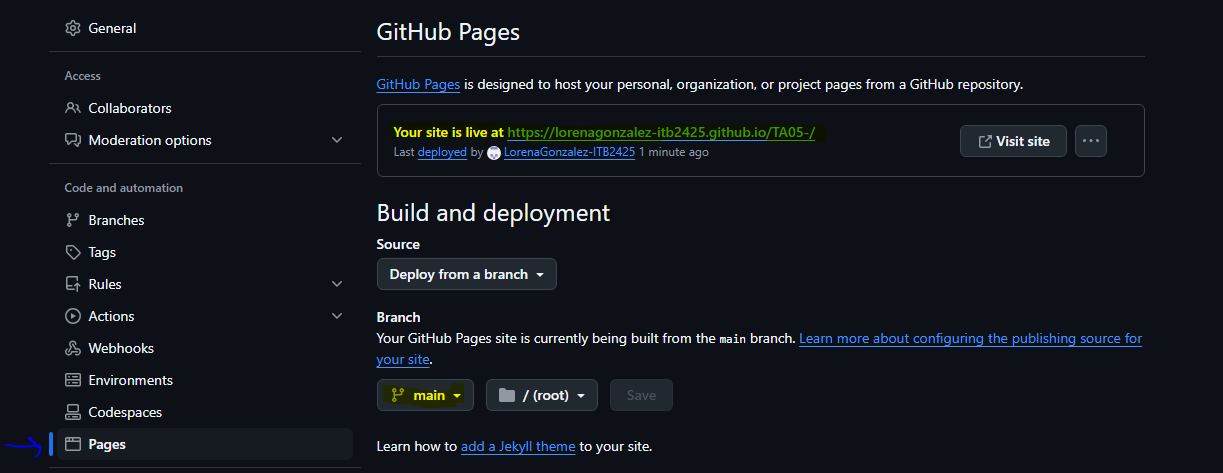 General
Access
Collaborators
Moderation options
Code and automation
Branches
Tags
Rules
Actions
Webhooks
Environments
Codespaces
Pages
GitHub Pages
GitHub Pages is designed to host your personal, organization, or project pages from a GitHub repository.
Your site is live at https://lorenagonzalez-itb2425.github.io/TA05-/
Last deployed by LorenaGonzalez-ITB2425 1 minute ago
Visit site
Build and deployment
Source
Deploy from a branch
Branch
Your GitHub Pages site is currently being built from the main branch. Learn more about configuring the publishing source for
your site.
main
/ (root)
Save
Learn how to add a Jekyll theme to your site.